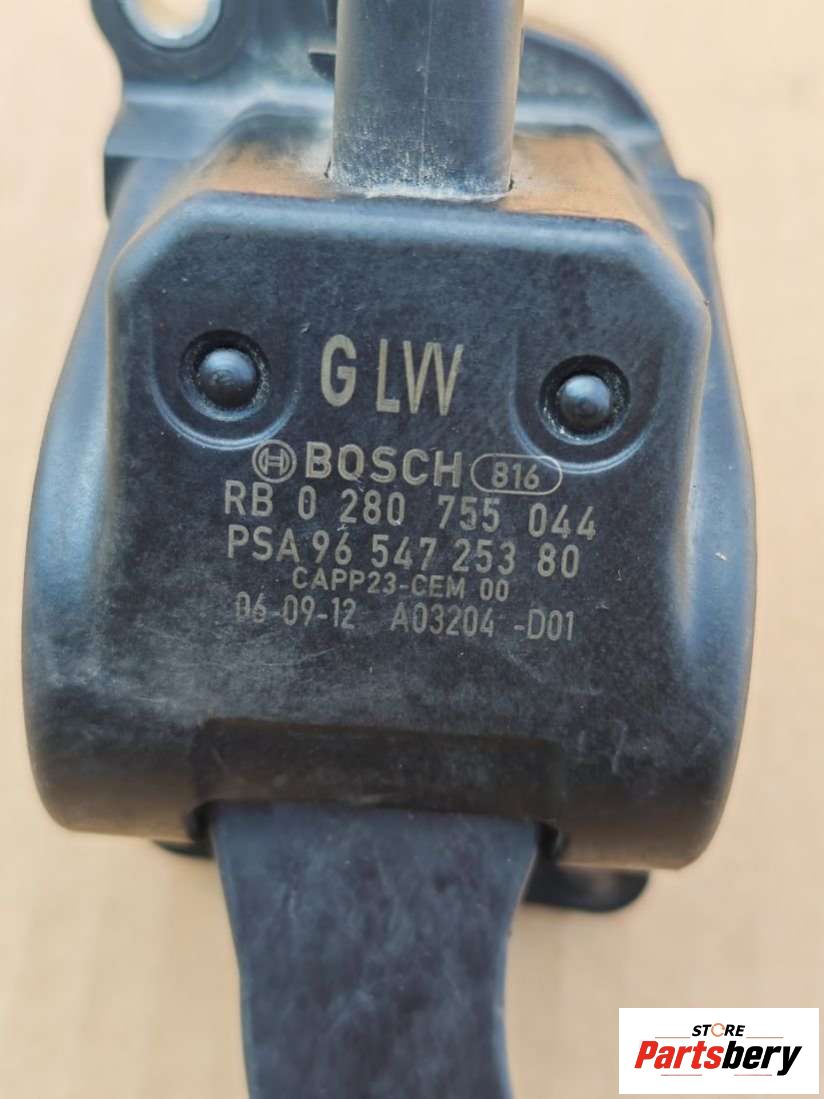 G LW
BOSCH 816
RB 0 280 755 044
PSA 96 547 253 80
CAPP23-CEM 00
06-09-12 A03204 -D01
STORE
Partsbery